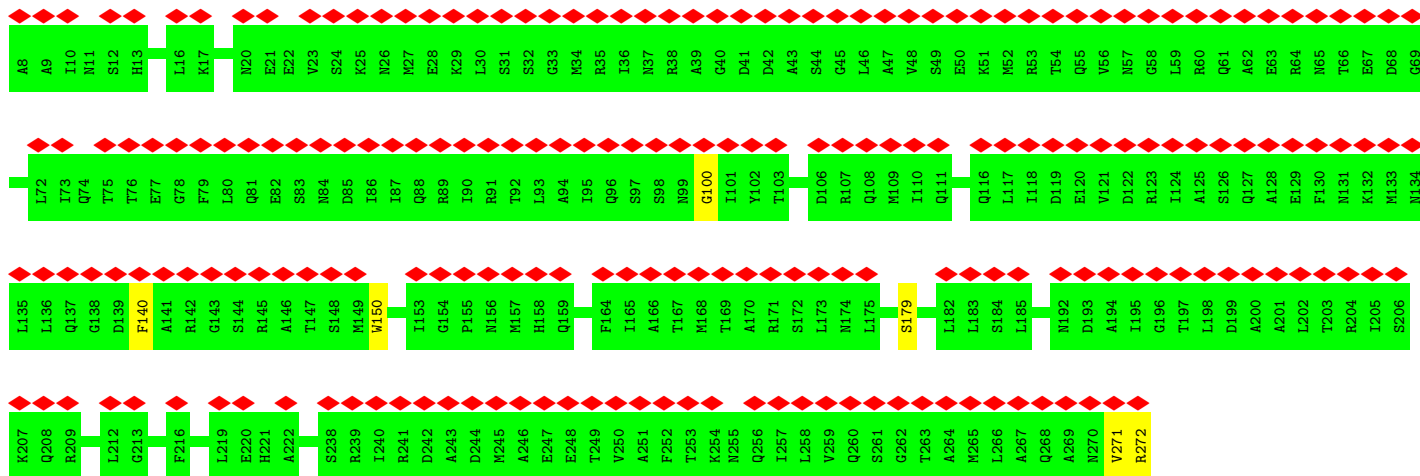 A8 A9 I10 N11 S12 H13 L16 K17 N20 E21 E22 V23 S24 K25 N26 M27 E28 K29 L30 S31 S32 G33 M34 R35 I36 N37 R38 A39 G40 D41 D42 A43 S44 G45 L46 A47 V48 S49 E50 K51 M52 R53 T54 Q55 V56 N57 G58 L59 R60 Q61 A62 E63 R64 N65 T66 E67 D68 G69
L72 I73 Q74 T75 T76 E77 G78 F79 L80 Q81 E82 S83 N84 D85 I86 I87 Q88 R89 I90 R91 T92 L93 A94 I95 Q96 S97 S98 N99 G100 I101 Y102 T103 D106 R107 Q108 M109 I110 Q111 Q116 L117 I118 D119 E120 V121 D122 R123 I124 A125 S126 Q127 A128 E129 F130 N131 K132 M133 N134
L135 L136 Q137 G138 D139 F140 A141 R142 G143 S144 R145 A146 T147 S148 M149 W150 I153 G154 P155 N156 M157 H158 Q159 F164 I165 A166 T167 M168 T169 A170 R171 S172 L173 N174 L175 S179 L182 L183 S184 L185 N192 D193 A194 I195 G196 T197 L198 D199 A200 A201 L202 T203 R204 I205 S206
K207 Q208 R209 L212 G213 F216 L219 E220 H221 A222 S238 R239 I240 R241 D242 A243 D244 M245 A246 E247 E248 T249 V250 A251 F252 T253 K254 N255 Q256 I257 L258 V259 Q260 S261 G262 T263 A264 M265 L266 A267 Q268 A269 N270 V271 R272